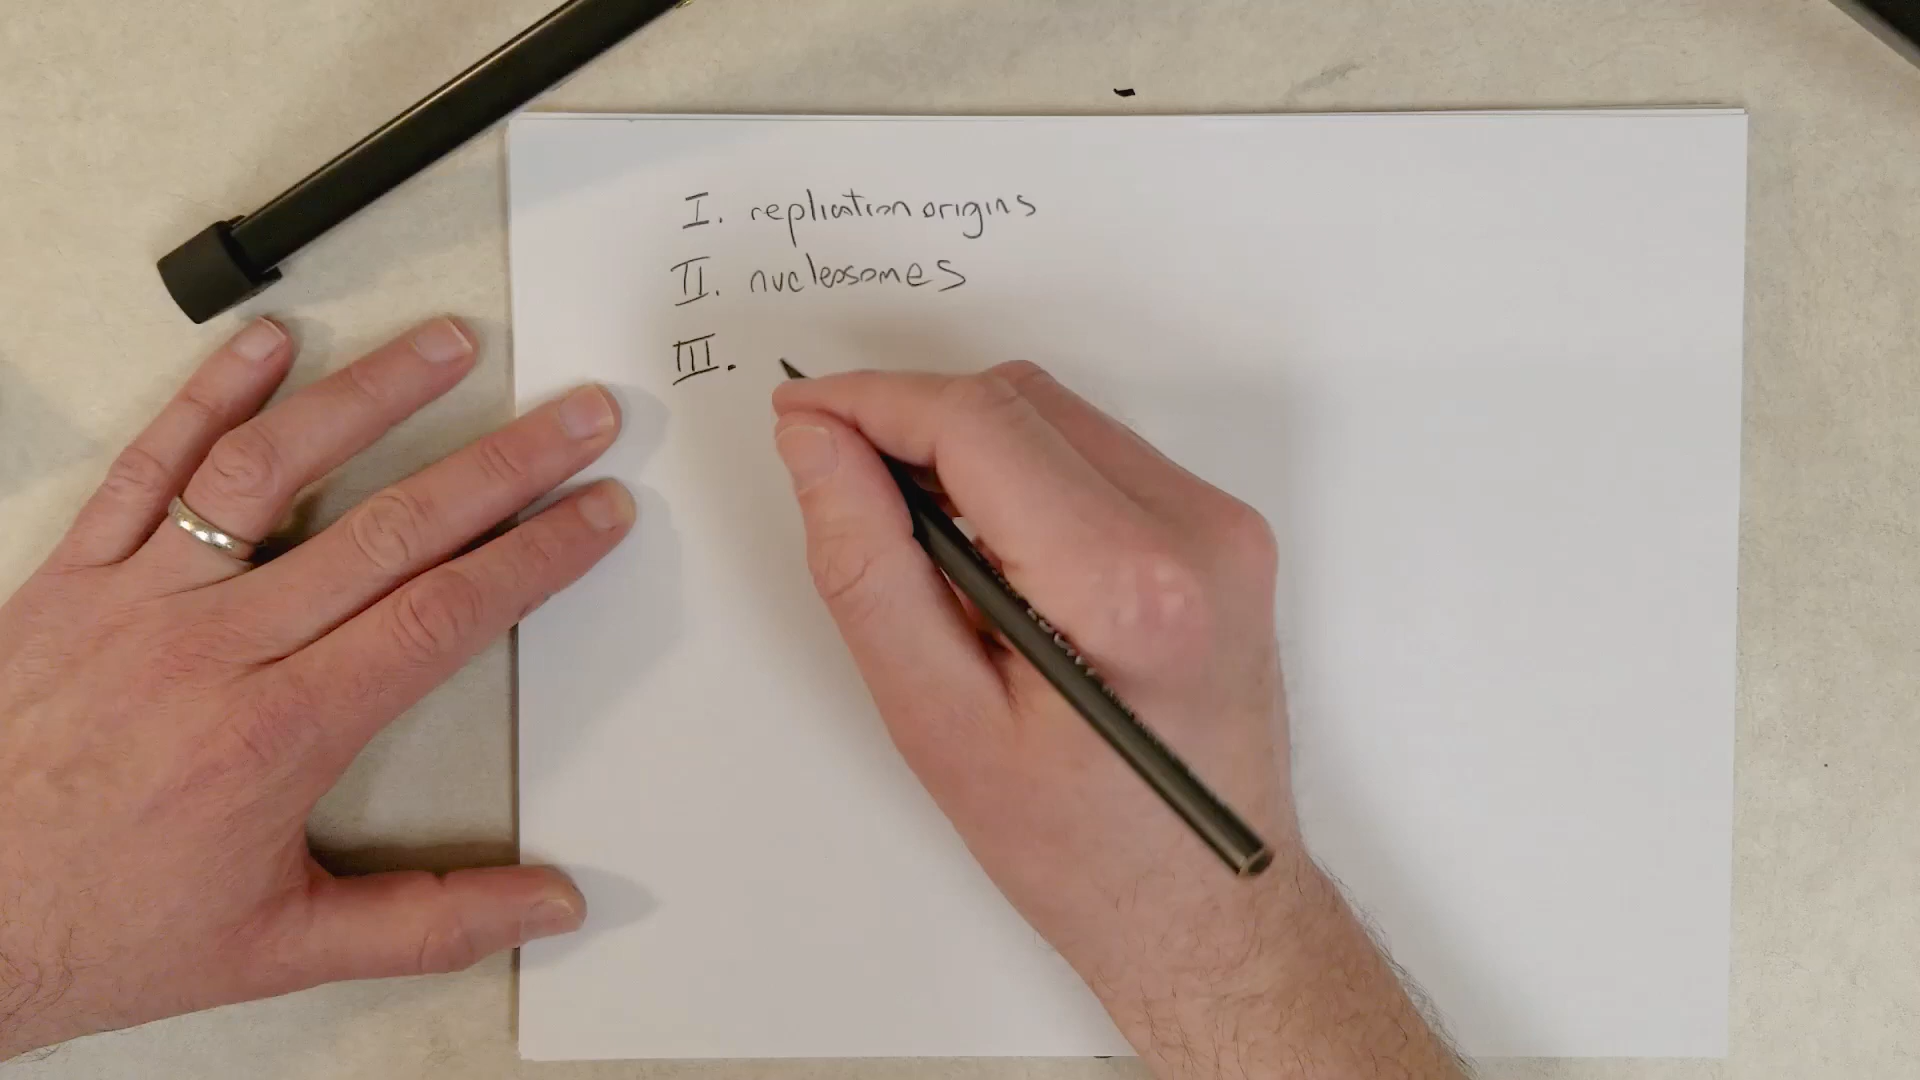 I. replication origins
II. nucleosomes
III.